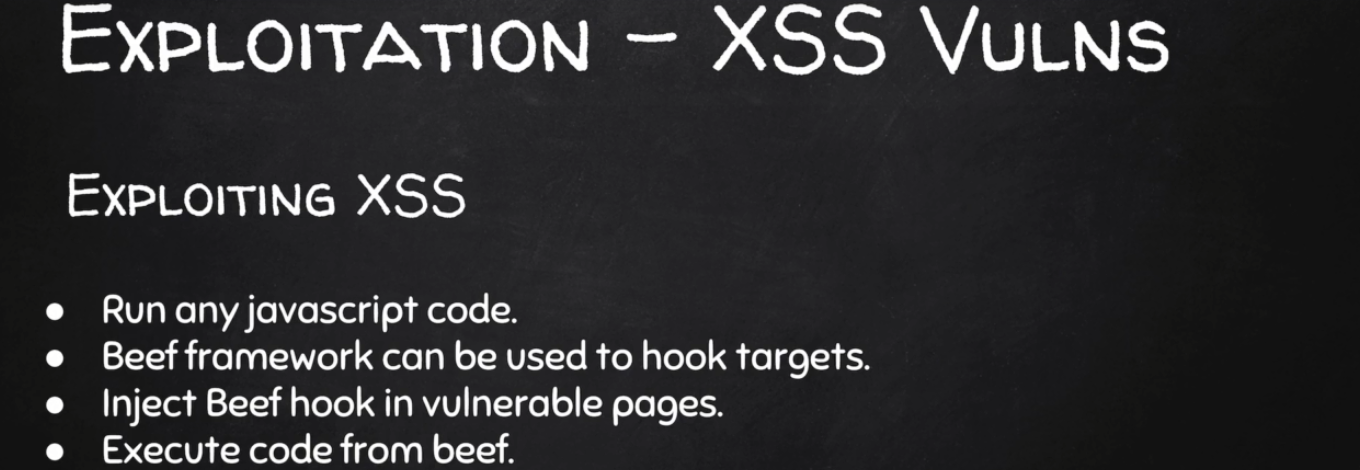 Exploitation – XSS Vulns
Exploiting XSS
● Run any javascript code.
● Beef framework can be used to hook targets.
● Inject Beef hook in vulnerable pages.
● Execute code from beef.